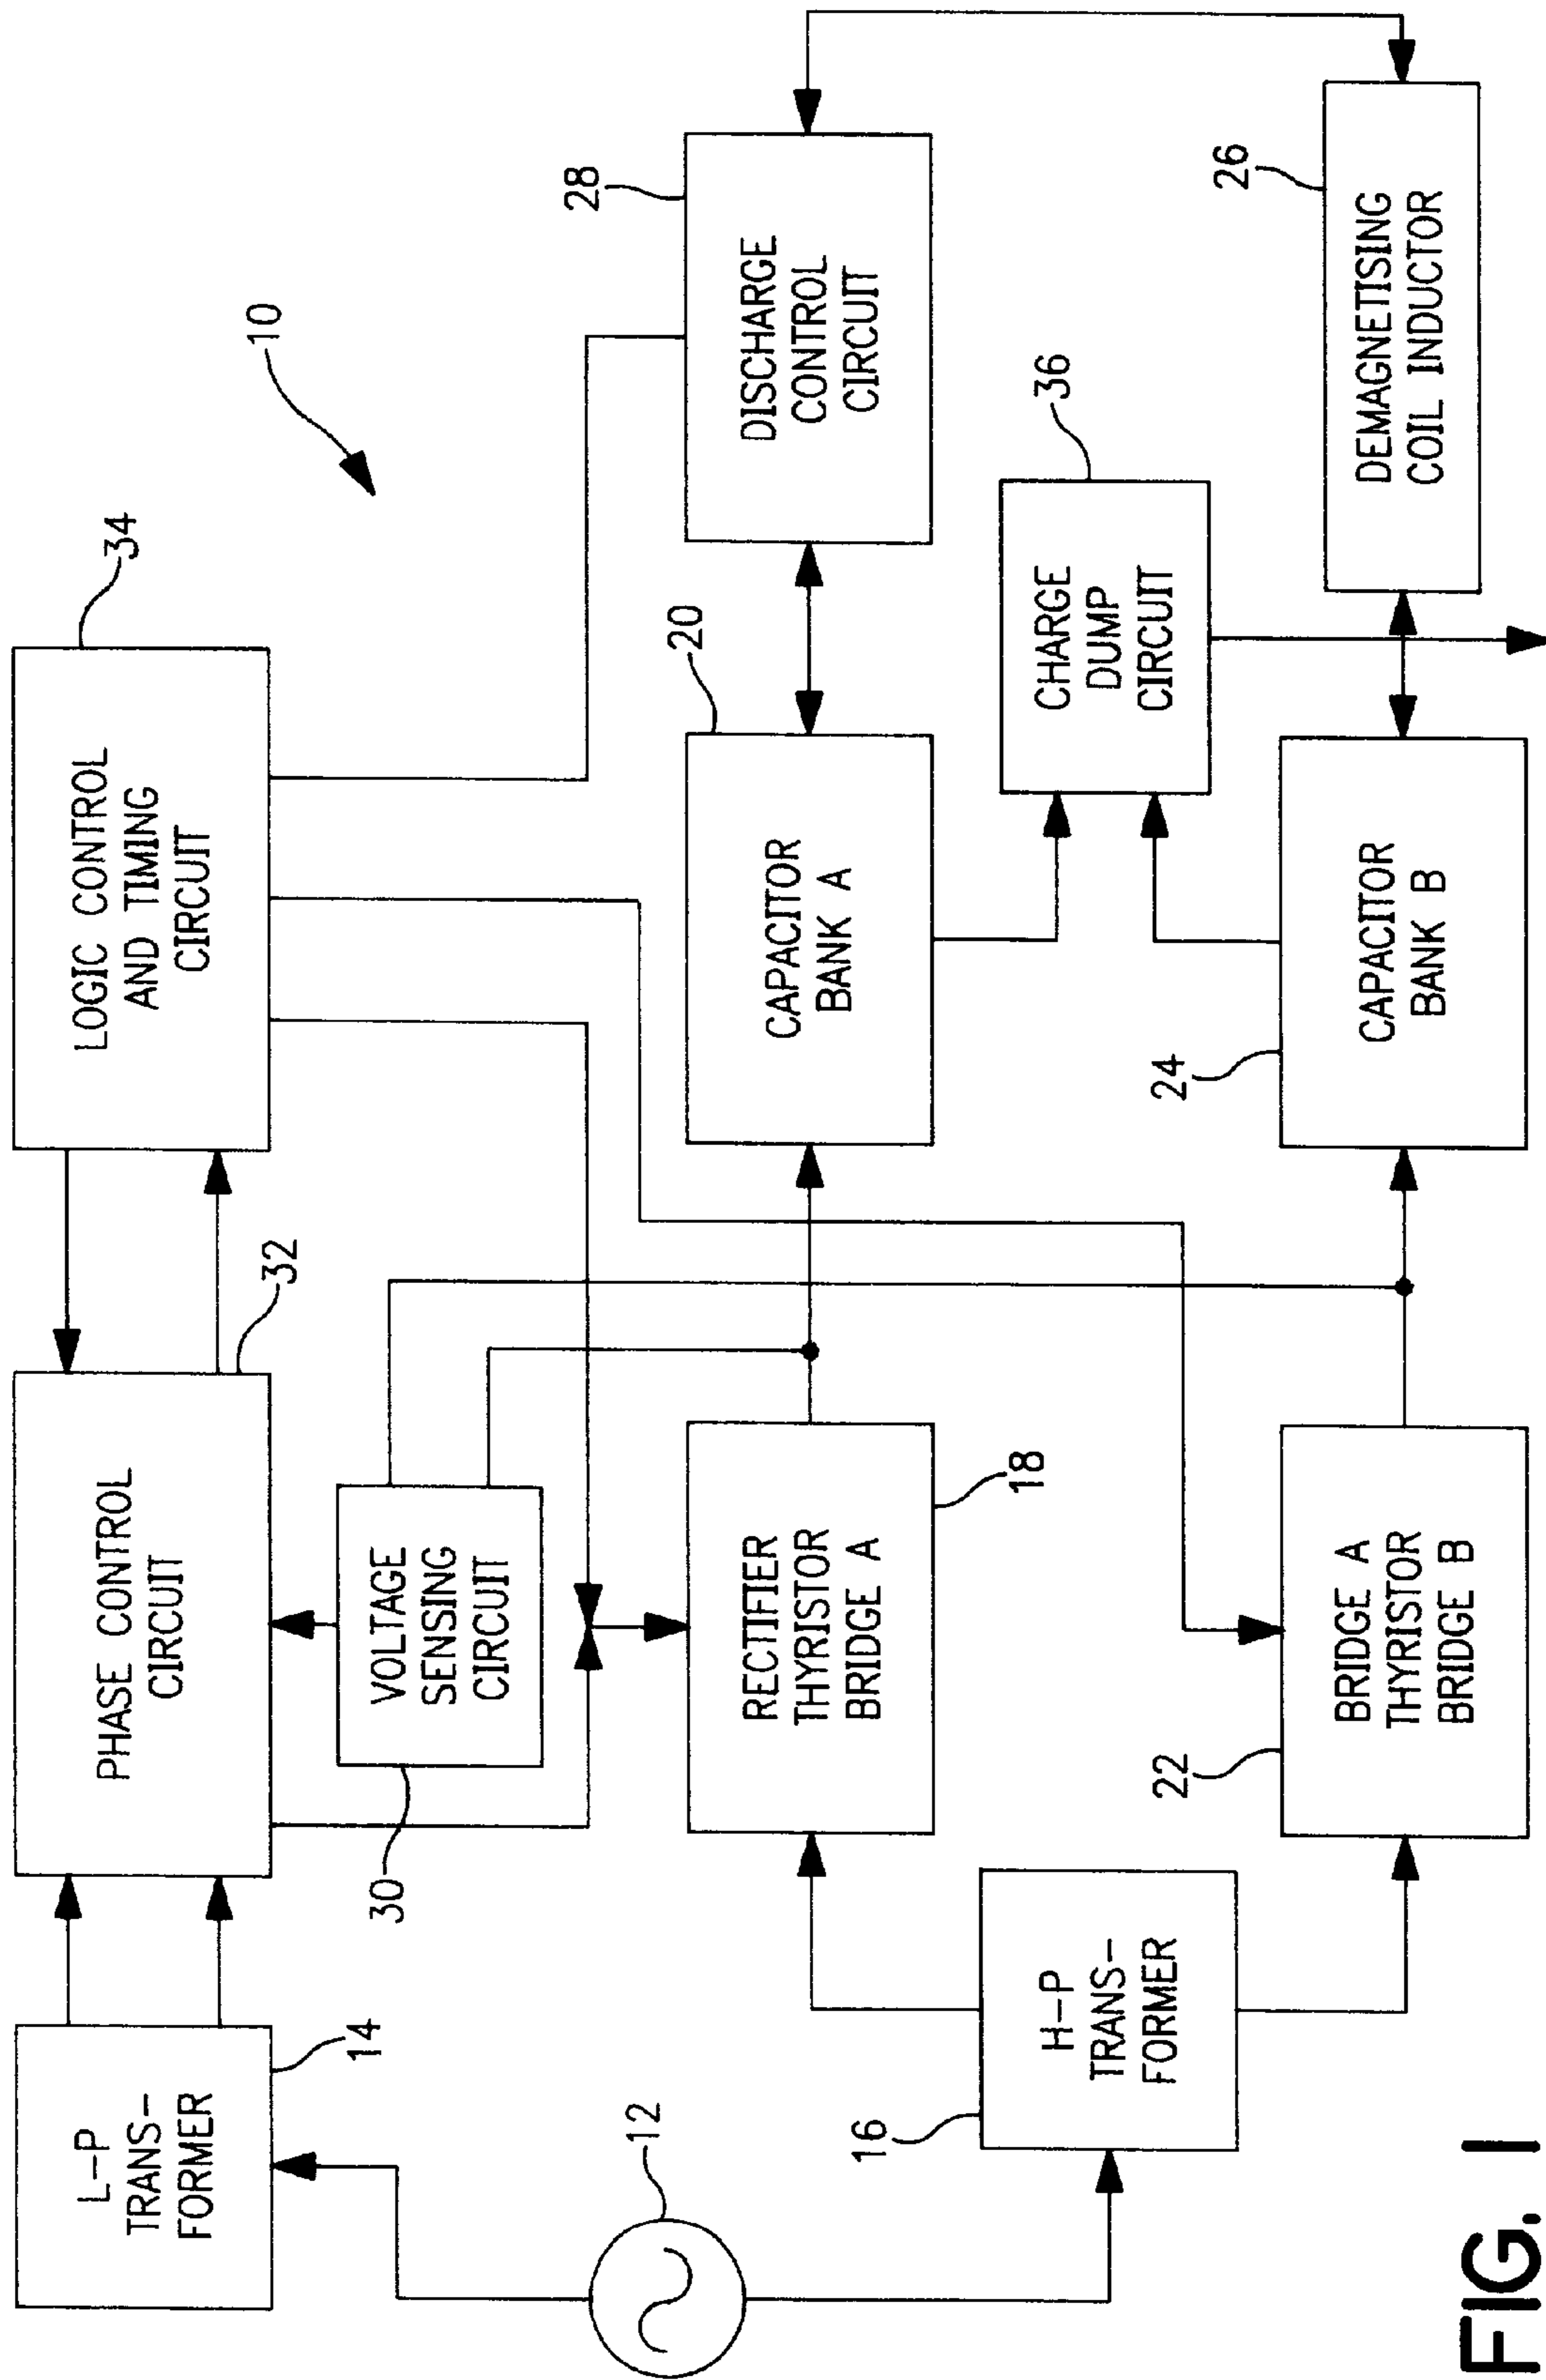 L-P
TRANS-
FORMER
14
PHASE CONTROL
CIRCUIT
32
LOGIC CONTROL
AND TIMING
CIRCUIT
34
10
VOLTAGE
SENSING
CIRCUIT
30
12
RECTIFIER
THYRISTOR
BRIDGE A
18
CAPACITOR
BANK A
20
DISCHARGE
CONTROL
CIRCUIT
28
H-P
TRANS-
FORMER
16
CHARGE
DUMP
CIRCUIT
36
BRIDGE A
THYRISTOR
BRIDGE B
22
CAPACITOR
BANK B
24
DEMAGNETISING
COIL INDUCTOR
26
FIG. 1